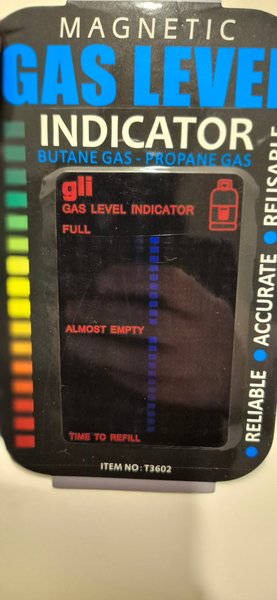 MAGNETIC
GAS LEVEL
INDICATOR
BUTANE GAS - PROPANE GAS
gli
GAS LEVEL INDICATOR
FULL
ALMOST EMPTY
TIME TO REFILL
ITEM NO: T3602
• RELIABLE • ACCURATE • REUSABLE